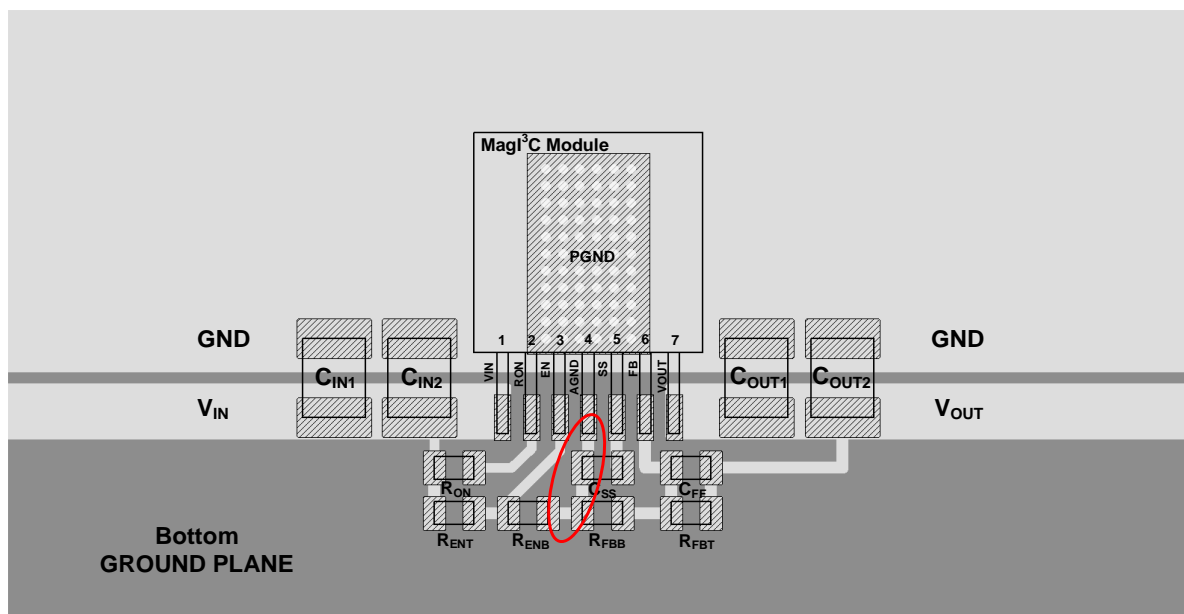 MagI³C Module
PGND
1 2 3 4 5 6 7
VIN
RON
EN
AGND
SS
FB
VOUT
GND
GND
CIN1
CIN2
COUT1
COUT2
VIN
VOUT
RON
CSS
CFF
RENT
RENB
RFBB
RFBT
Bottom
GROUND PLANE